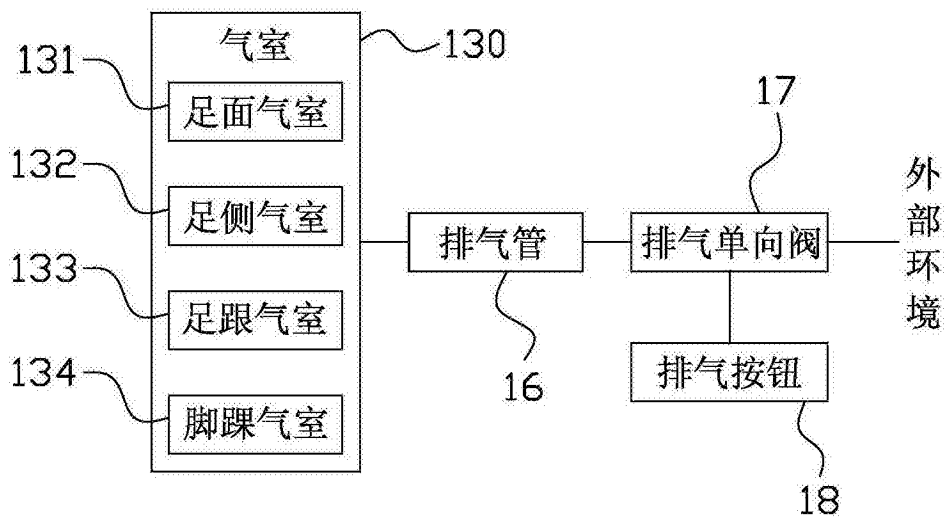 气室
130
131
足面气室
132
足侧气室
133
足跟气室
134
脚踝气室
排气管
16
17
排气单向阀
排气按钮
18
外部环境